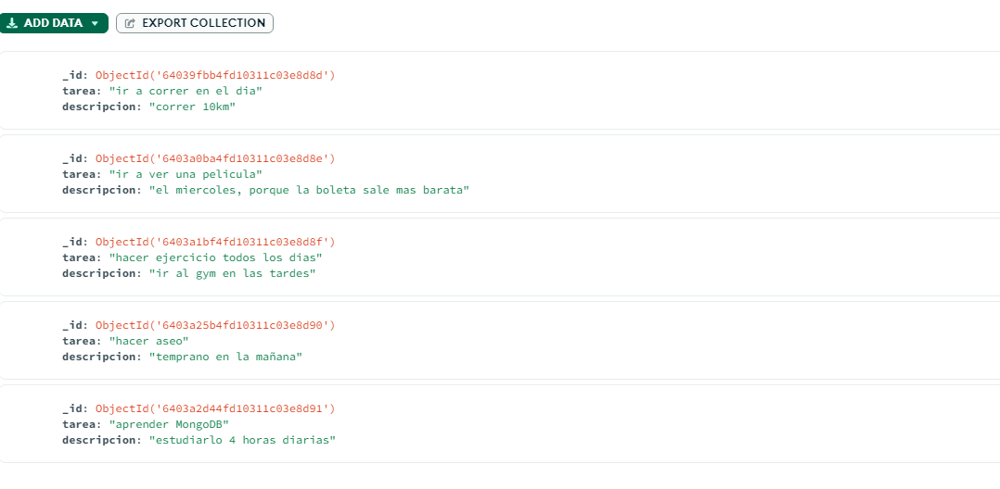 ADD DATA
EXPORT COLLECTION
_id: ObjectId('64039fbb4fd10311c03e8d8d')
tarea: "ir a correr en el dia"
descripcion: "correr 10km"
_id: ObjectId('6403a0ba4fd10311c03e8d8e')
tarea: "ir a ver una pelicula"
descripcion: "el miercoles, porque la boleta sale mas barata"
_id: ObjectId('6403a1bf4fd10311c03e8d8f')
tarea: "hacer ejercicio todos los dias"
descripcion: "ir al gym en las tardes"
_id: ObjectId('6403a25b4fd10311c03e8d90')
tarea: "hacer aseo"
descripcion: "temprano en la mañana"
_id: ObjectId('6403a2d44fd10311c03e8d91')
tarea: "aprender MongoDB"
descripcion: "estudiarlo 4 horas diarias"